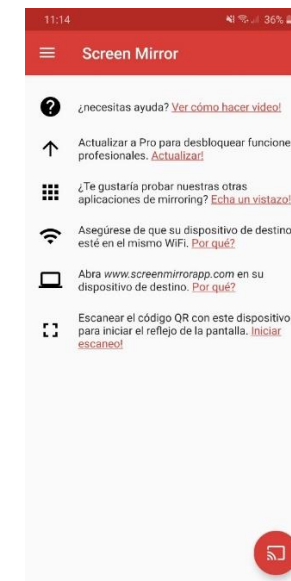 11:14 36%
Screen Mirror
¿necesitas ayuda? Ver cómo hacer video!
Actualizar a Pro para desbloquear funcione
profesionales. Actualizar!
¿Te gustaría probar nuestras otras
aplicaciones de mirroring? Echa un vistazo!
Asegúrese de que su dispositivo de destino
esté en el mismo WiFi. Por qué?
Abra www.screenmirrorapp.com en su
dispositivo de destino. Por qué?
Escanear el código QR con este dispositivo
para iniciar el reflejo de la pantalla. Iniciar
escaneo!